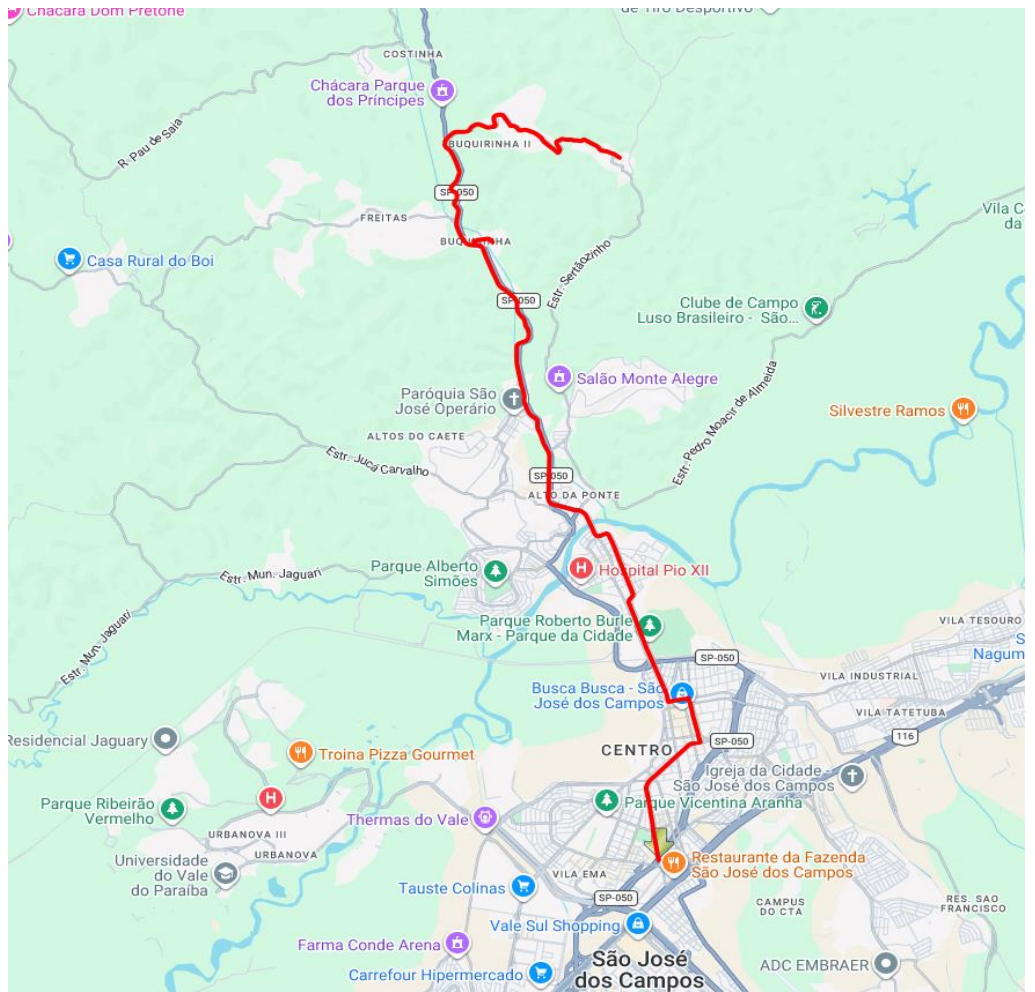 Chácara Dom Pretone
de Tiro Desportivo
COSTINHA
Chácara Parque
dos Príncipes
R. Pau de Saia
BUQUIRINHA II
SP-050
FREITAS
BUQUIRINHA
Casa Rural do Boi
Vila C
da
Estr. Sertãozinho
SP-050
Clube de Campo
Luso Brasileiro - São...
Salão Monte Alegre
Paróquia São
José Operário
Estr. Pedro Moacir de Almeida
Silvestre Ramos
ALTOS DO CAETE
Estr. Jucá Carvalho
SP-050
ALTO DA PONTE
Estr. Mun. Jaguari
Parque Alberto
Simões
H
Hospital Pio XII
Parque Roberto Burle
Marx - Parque da Cidade
VILA TESOURO
S
Nagum
Estr. Mun. Jaguari
SP-050
VILA INDUSTRIAL
Busca Busca - São
José dos Campos
VILA TATETUBA
Residencial Jaguary
Troina Pizza Gourmet
CENTRO
SP-050
116
Igreja da Cidade -
São José dos Campos
H
Parque Ribeirão
Vermelho
Thermas do Vale
Parque Vicentina Aranha
URBANOVA III
URBANOVA
Universidade
do Vale
do Paraíba
VILA EMA
Restaurante da Fazenda
São José dos Campos
Tauste Colinas
SP-050
CAMPUS
DO CTA
RES. SAO
FRANCISCO
Vale Sul Shopping
Farma Conde Arena
São José
dos Campos
Carrefour Hipermercado
ADC EMBRAER